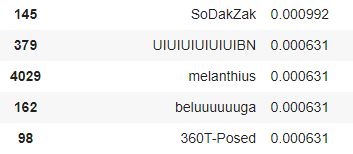 145 SoDakZak 0.000992
379 UIUIUIUIUIUIBN 0.000631
4029 melanthius 0.000631
162 beluuuuuuga 0.000631
98 360T-Posed 0.000631